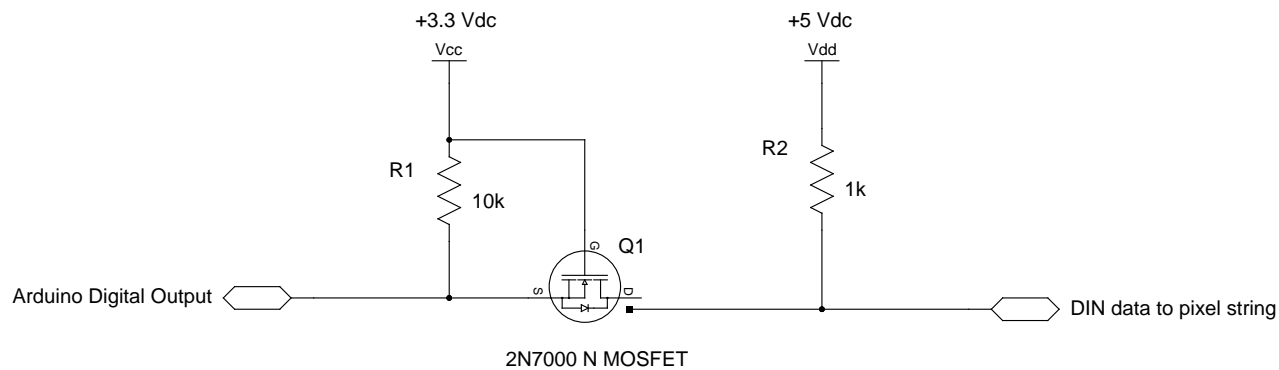 +3.3 Vdc
+5 Vdc
Vcc
Vdd
R1
10k
R2
1k
G
Q1
S
D
Arduino Digital Output
DIN data to pixel string
2N7000 N MOSFET